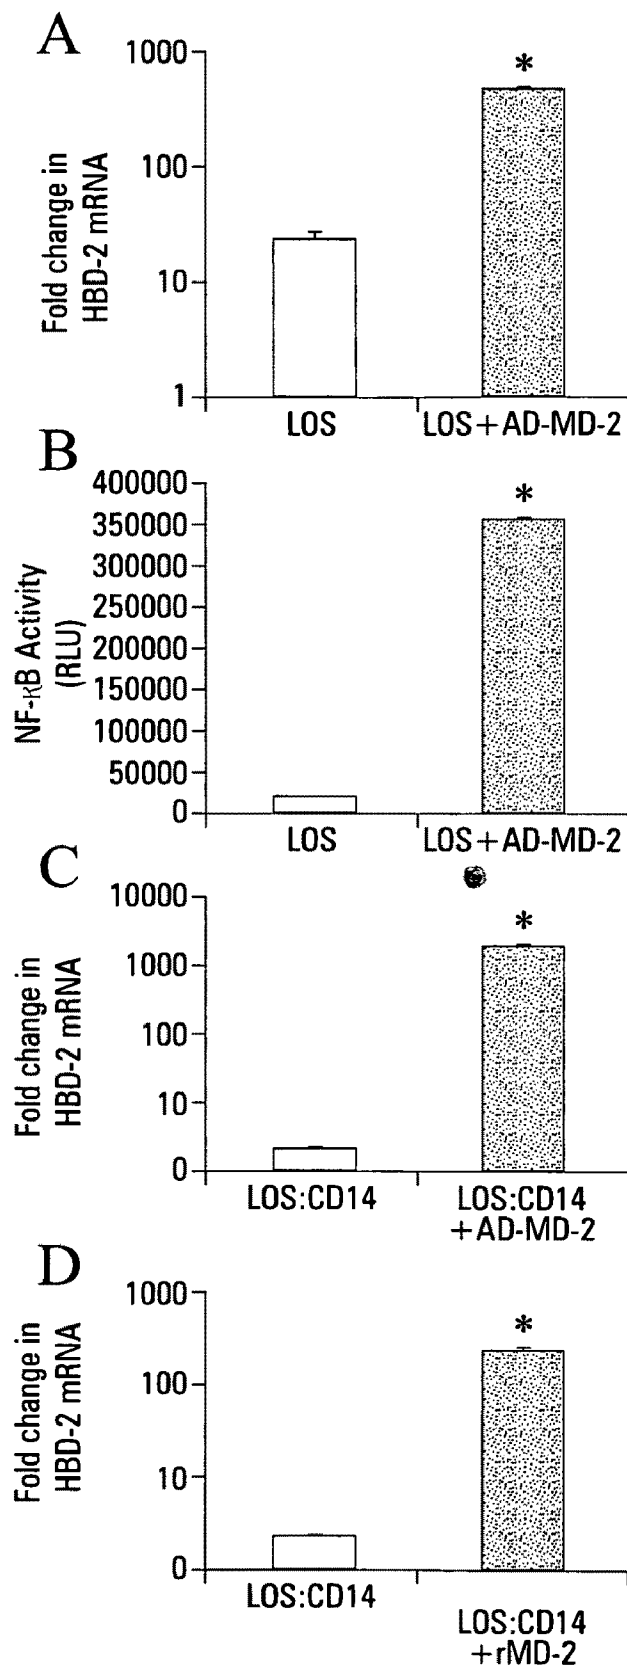 A
Fold change in
HBD-2 mRNA
1000
100
10
1
*
LOS
LOS+AD-MD-2
B
NF-κB Activity
(RLU)
400000
350000
300000
250000
200000
150000
100000
50000
0
*
LOS
LOS+AD-MD-2
C
Fold change in
HBD-2 mRNA
10000
1000
100
10
0
*
LOS:CD14
LOS:CD14
+AD-MD-2
D
Fold change in
HBD-2 mRNA
1000
100
10
0
*
LOS:CD14
LOS:CD14
+rMD-2